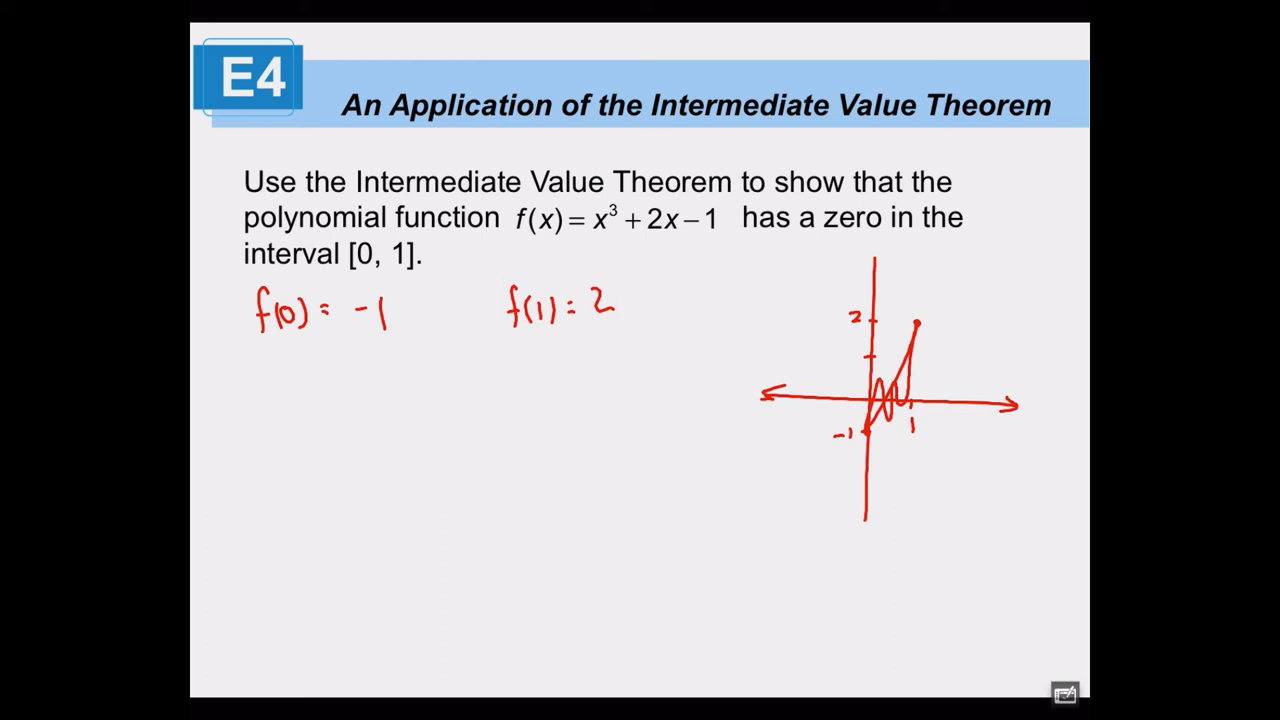 E4
An Application of the Intermediate Value Theorem
Use the Intermediate Value Theorem to show that the
polynomial function f(x) = x³ + 2x − 1 has a zero in the
interval [0, 1].
f(0) = -1 f(1) = 2
2
-1
1